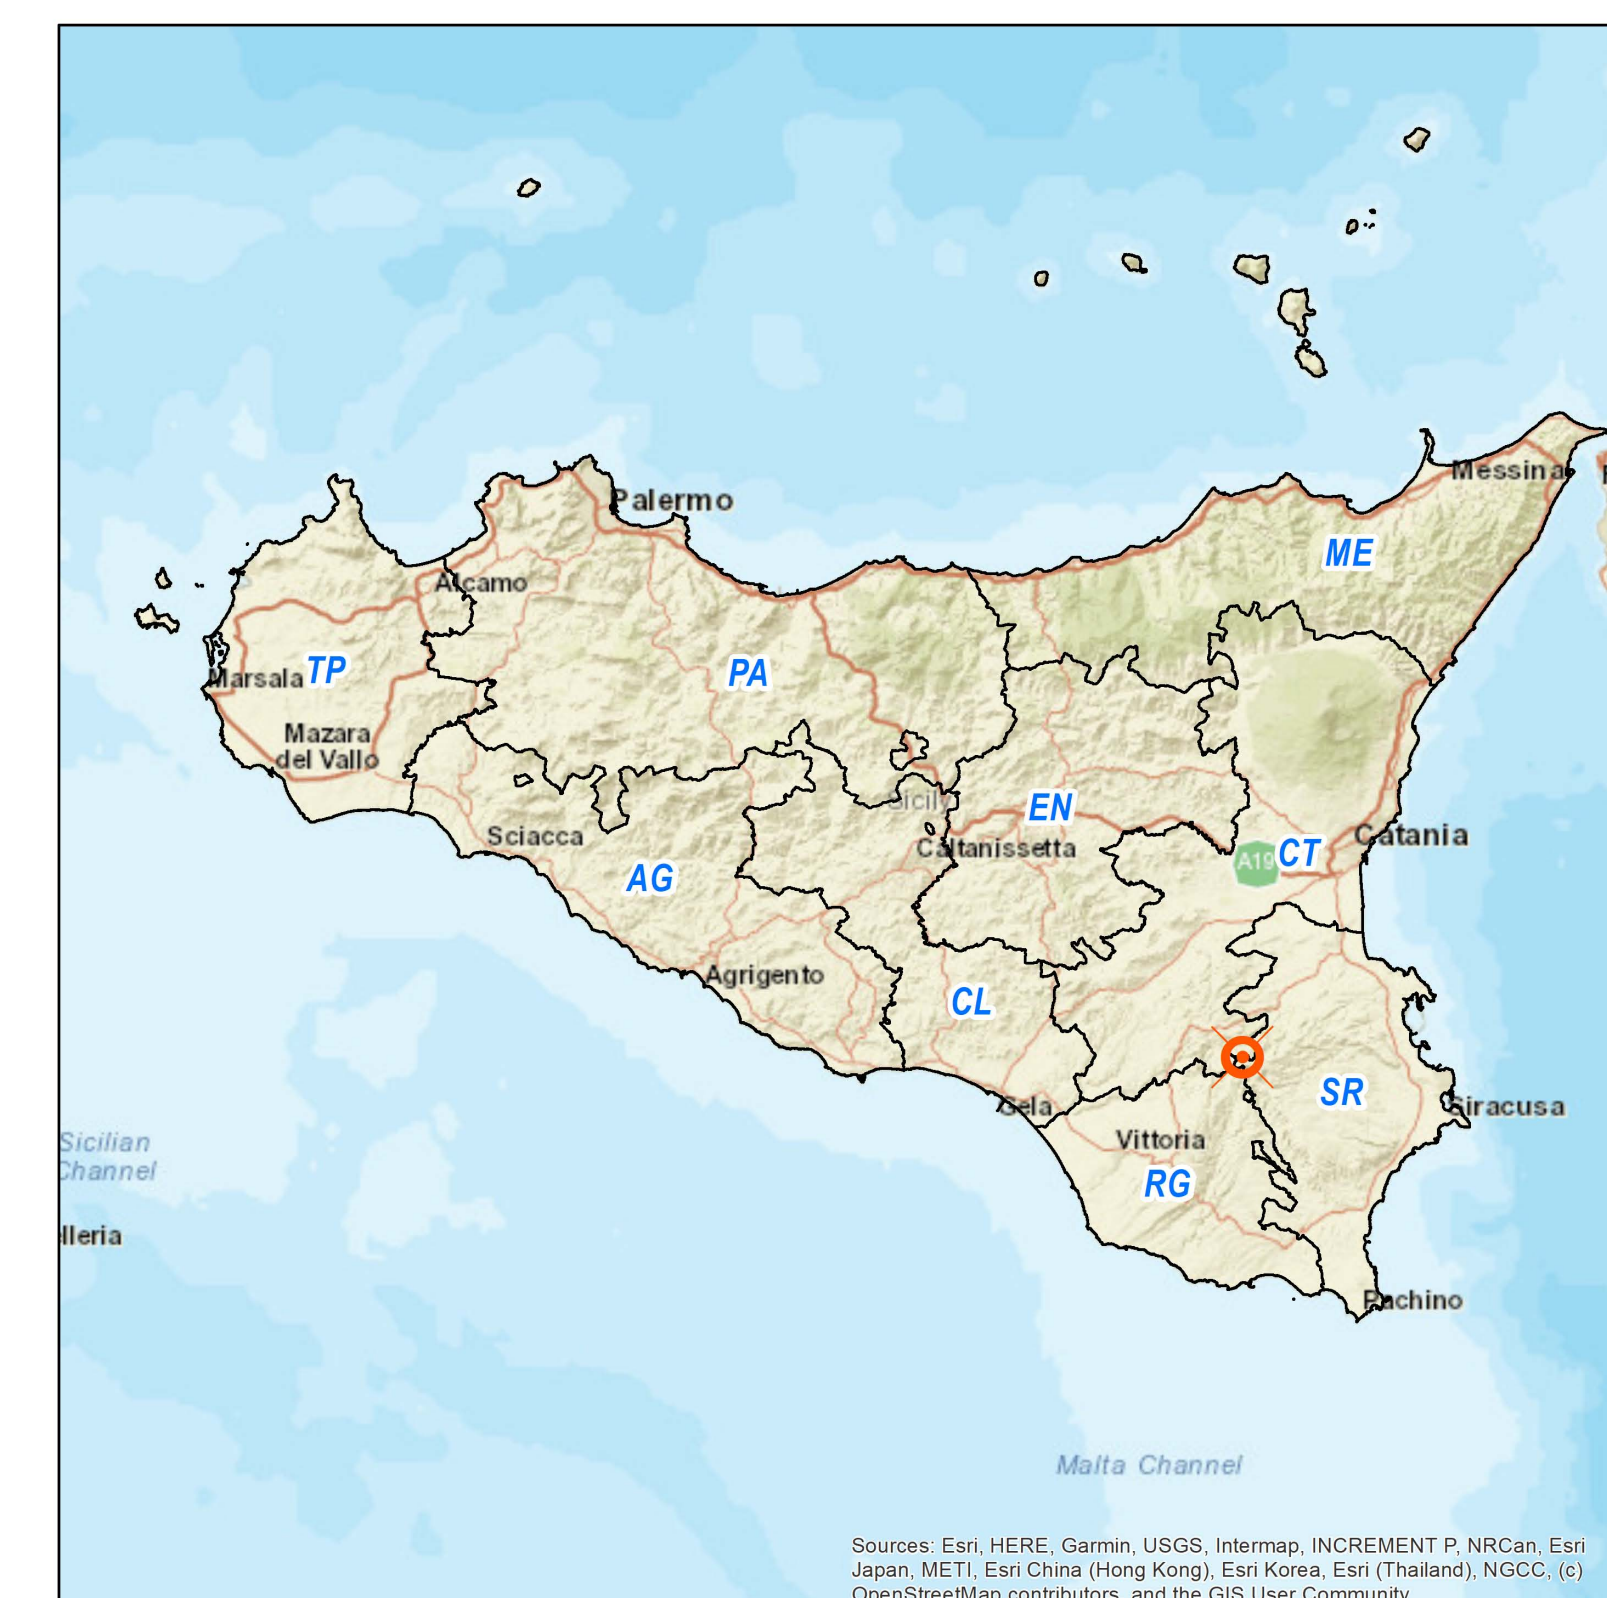 Messina
Palermo
ME
Alcamo
TP
PA
Marsala
Mazara
del Vallo
Sicily
EN
Sciacca
Caltanissetta
A19
CT
Catania
AG
Agrigento
CL
SR
Gela
Siracusa
Vittoria
Sicilian
Channel
RG
lleria
Pachino
Malta Channel
Sources: Esri, HERE, Garmin, USGS, Intermap, INCREMENT P, NRCan, Esri
Japan, METI, Esri China (Hong Kong), Esri Korea, Esri (Thailand), NGCC, (c)
OpenStreetMap contributors, and the GIS User Community